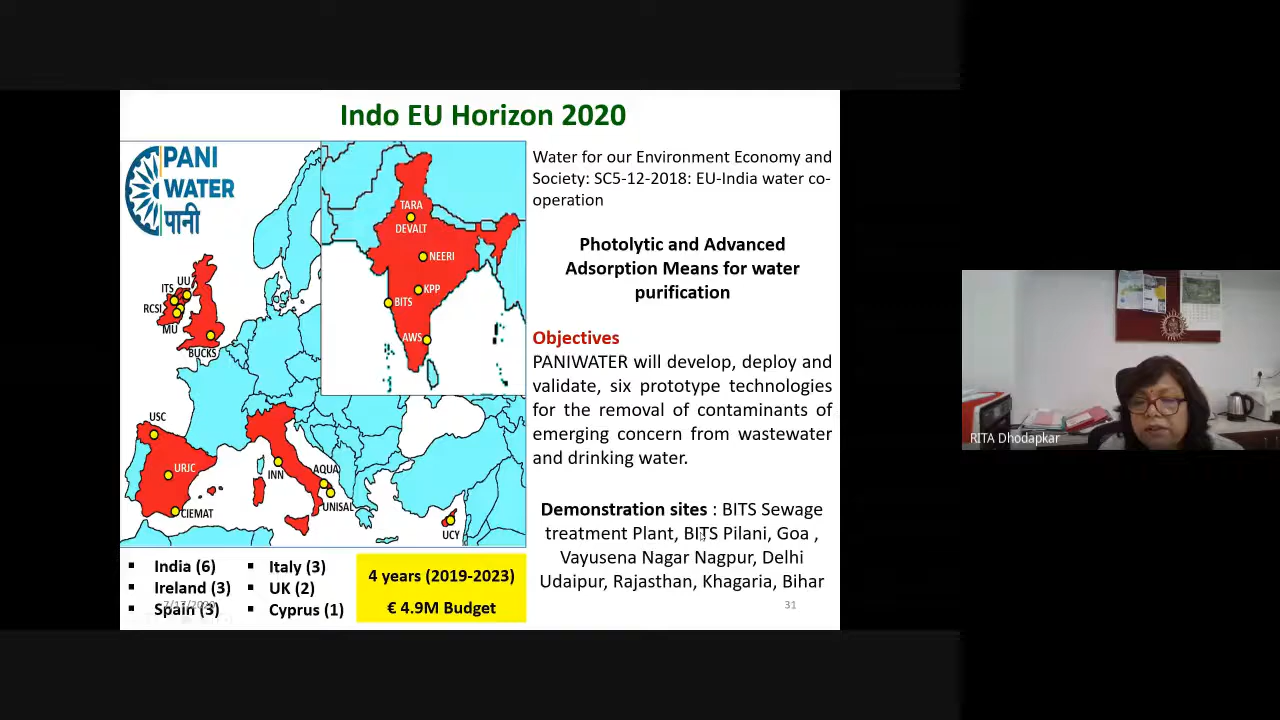 Indo EU Horizon 2020
PANI
WATER
पानी
TARA
DEVALT
NEERI
KPP
BITS
AWS
UU
ITS
RCSI
MU
BUCKS
USC
URJC
CIEMAT
INN
AQUA
UNISAL
UCY
▪ India (6)
▪ Ireland (3)
▪ Spain (3)
▪ Italy (3)
▪ UK (2)
▪ Cyprus (1)
4 years (2019-2023)
€ 4.9M Budget
Water for our Environment Economy and
Society: SC5-12-2018: EU-India water co-
operation
Photolytic and Advanced
Adsorption Means for water
purification
Objectives
PANIWATER will develop, deploy and
validate, six prototype technologies
for the removal of contaminants of
emerging concern from wastewater
and drinking water.
Demonstration sites : BITS Sewage
treatment Plant, BITS Pilani, Goa ,
Vayusena Nagar Nagpur, Delhi
Udaipur, Rajasthan, Khagaria, Bihar
31
RITA Dhodapkar